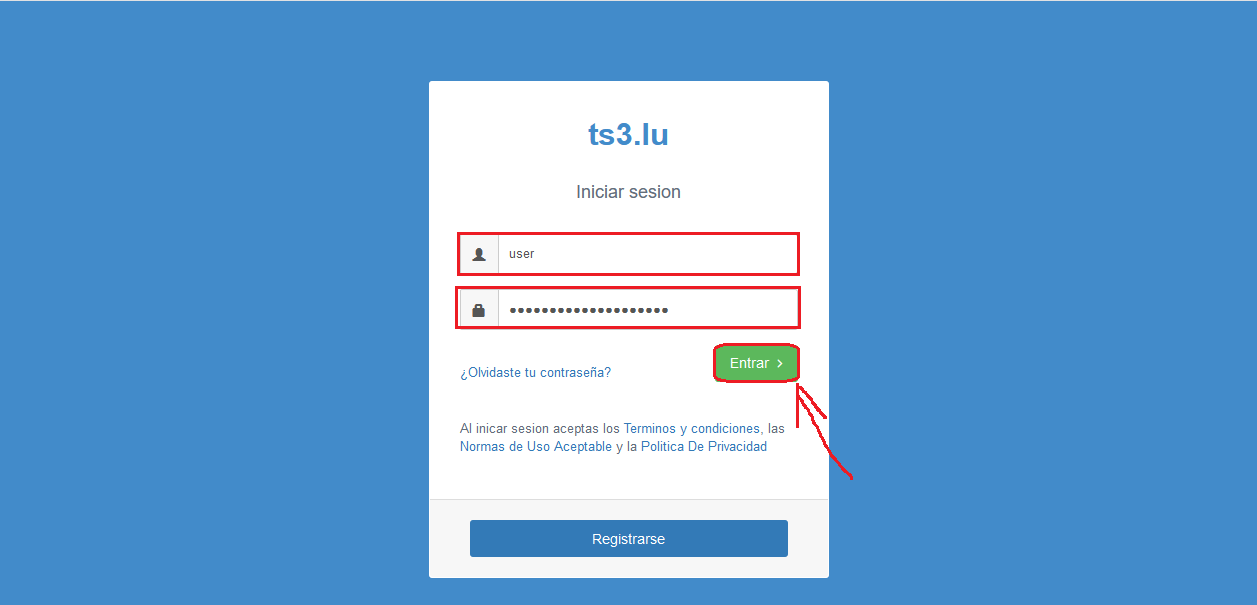 ts3.lu
Iniciar sesion
user
••••••••••••••••••••
Entrar
¿Olvidaste tu contraseña?
Al inicar sesion aceptas los Terminos y condiciones, las
Normas de Uso Aceptable y la Politica De Privacidad
Registrarse